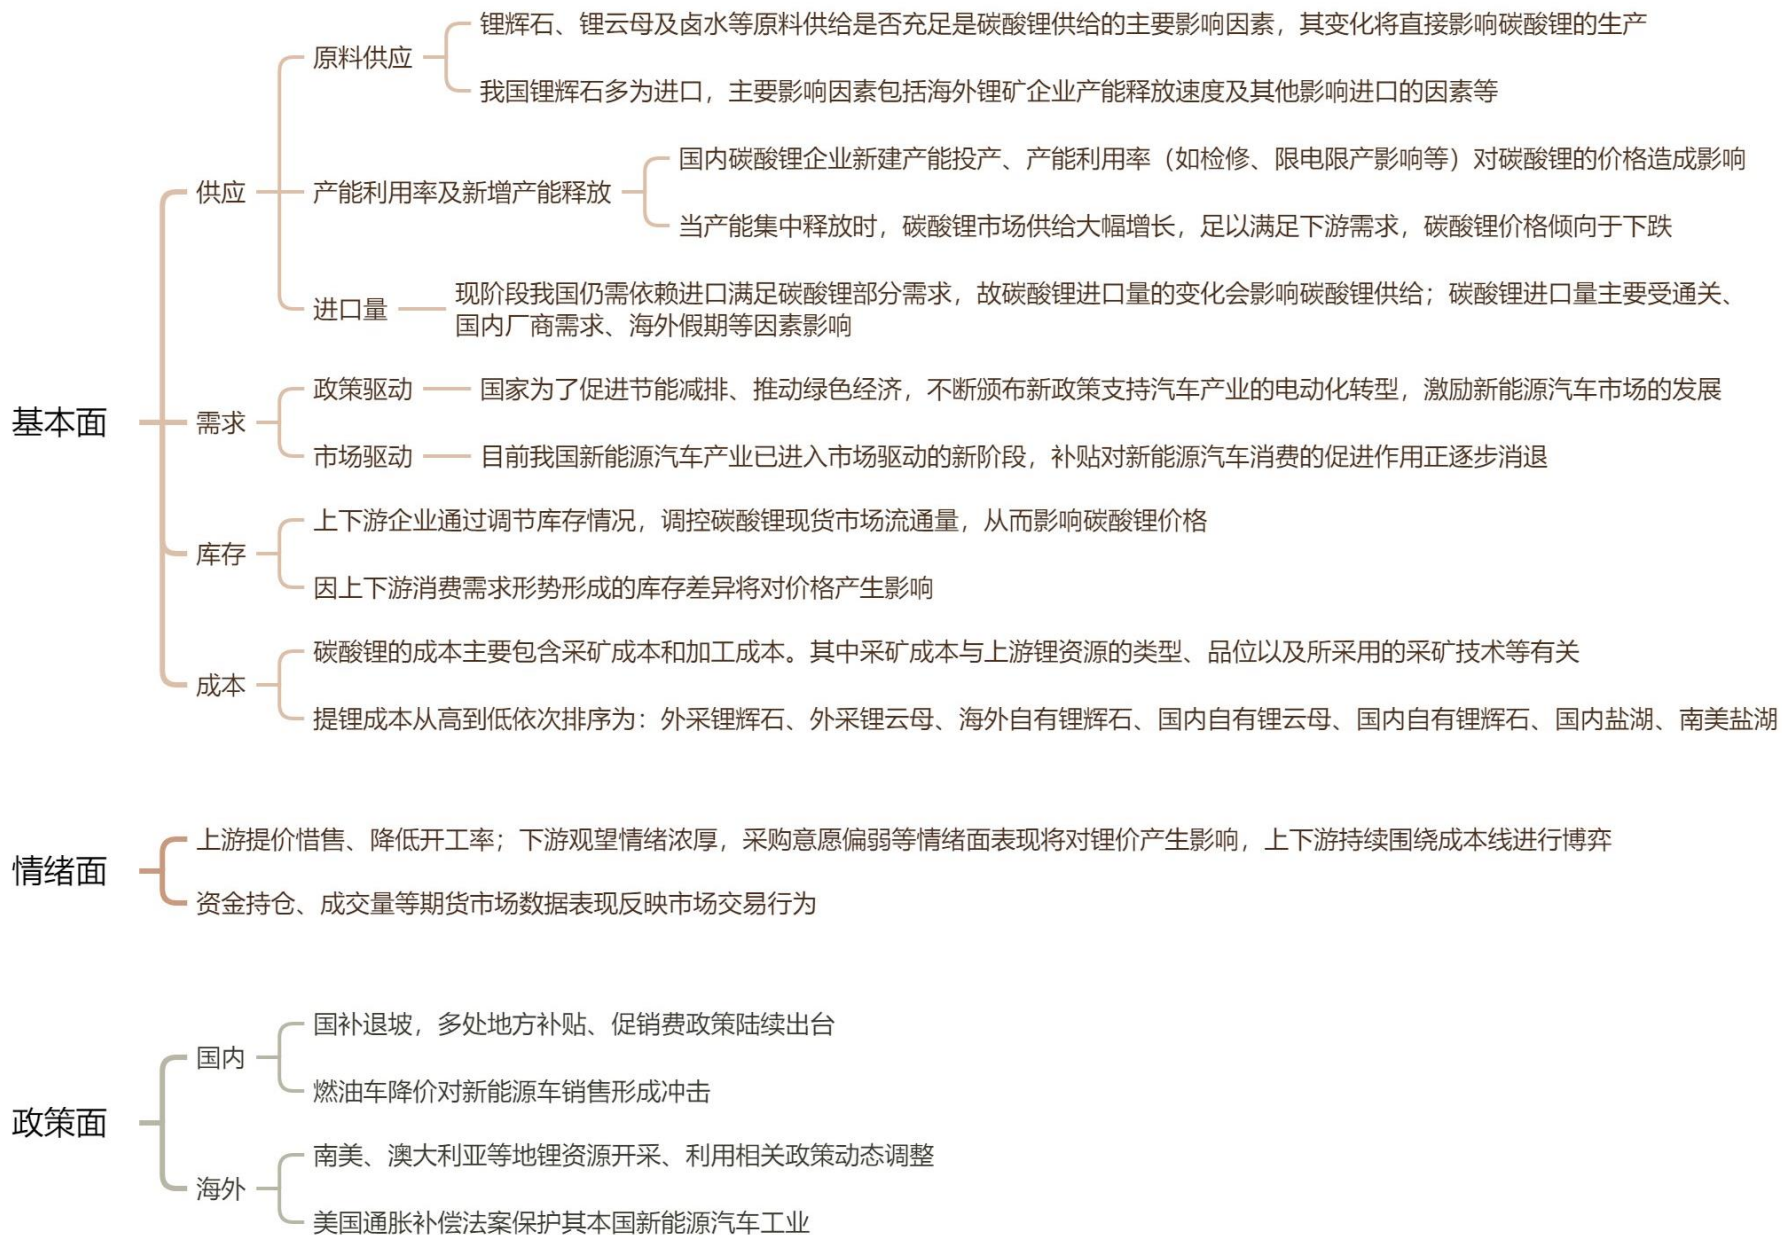 基本面
供应
原料供应
锂辉石、锂云母及卤水等原料供给是否充足是碳酸锂供给的主要影响因素，其变化将直接影响碳酸锂的生产
我国锂辉石多为进口，主要影响因素包括海外锂矿企业产能释放速度及其他影响进口的因素等
产能利用率及新增产能释放
国内碳酸锂企业新建产能投产、产能利用率（如检修、限电限产影响等）对碳酸锂的价格造成影响
当产能集中释放时，碳酸锂市场供给大幅增长，足以满足下游需求，碳酸锂价格倾向于下跌
进口量
现阶段我国仍需依赖进口满足碳酸锂部分需求，故碳酸锂进口量的变化会影响碳酸锂供给；碳酸锂进口量主要受通关、
国内厂商需求、海外假期等因素影响
需求
政策驱动
国家为了促进节能减排、推动绿色经济，不断颁布新政策支持汽车产业的电动化转型，激励新能源汽车市场的发展
市场驱动
目前我国新能源汽车产业已进入市场驱动的新阶段，补贴对新能源汽车消费的促进作用正逐步消退
库存
上下游企业通过调节库存情况，调控碳酸锂现货市场流通量，从而影响碳酸锂价格
因上下游消费需求形势形成的库存差异将对价格产生影响
成本
碳酸锂的成本主要包含采矿成本和加工成本。其中采矿成本与上游锂资源的类型、品位以及所采用的采矿技术等有关
提锂成本从高到低依次排序为：外采锂辉石、外采锂云母、海外自有锂辉石、国内自有锂云母、国内自有锂辉石、国内盐湖、南美盐湖
情绪面
上游提价惜售、降低开工率；下游观望情绪浓厚，采购意愿偏弱等情绪面表现将对锂价产生影响，上下游持续围绕成本线进行博弈
资金持仓、成交量等期货市场数据表现反映市场交易行为
政策面
国内
国补退坡，多处地方补贴、促销费政策陆续出台
燃油车降价对新能源车销售形成冲击
海外
南美、澳大利亚等地锂资源开采、利用相关政策动态调整
美国通胀补偿法案保护其本国新能源汽车工业